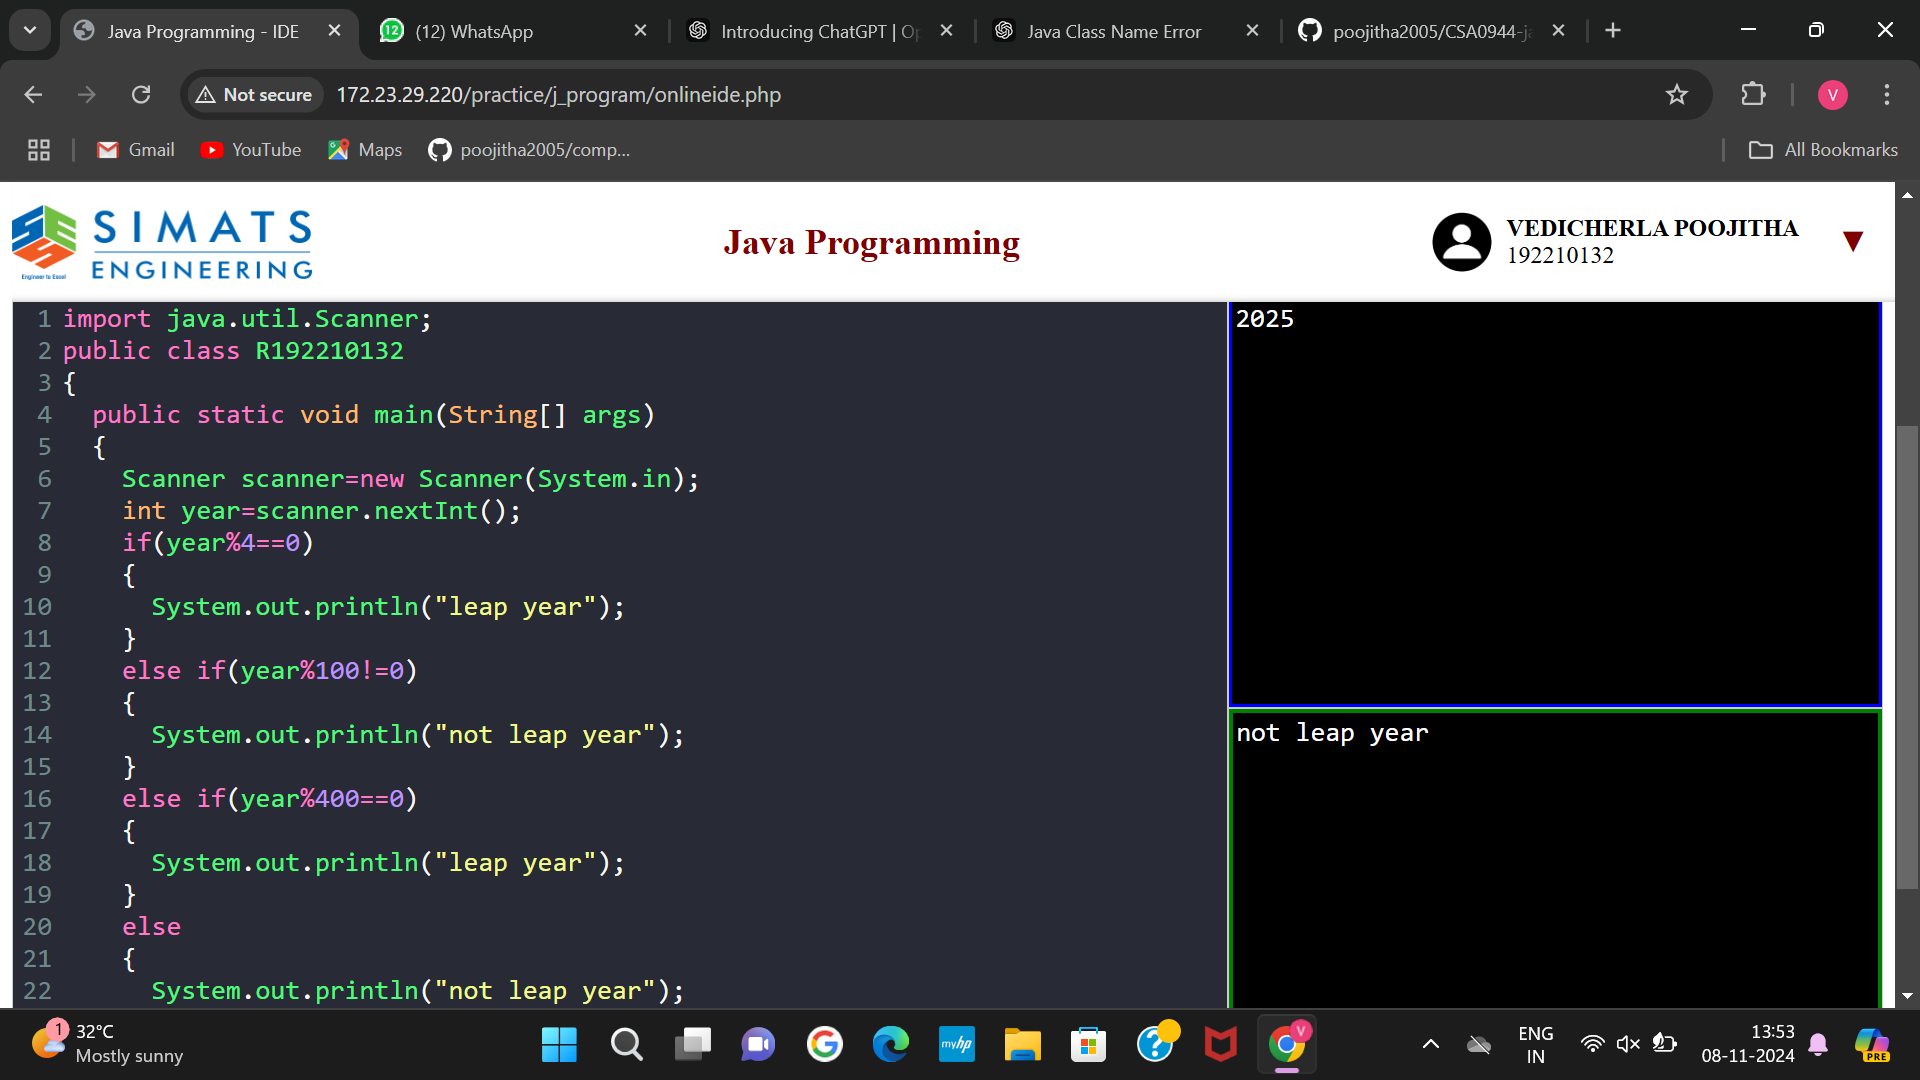 Java Programming - IDE
(12) WhatsApp
Introducing ChatGPT | Op
Java Class Name Error
poojitha2005/CSA0944-ja
Not secure
172.23.29.220/practice/j_program/onlineide.php
V
Gmail
YouTube
Maps
poojitha2005/comp...
All Bookmarks
SIMATS
ENGINEERING
Engineer to Excel
Java Programming
VEDICHERLA POOJITHA
192210132
1 import java.util.Scanner;
2 public class R192210132
3 {
4 public static void main(String[] args)
5 {
6 Scanner scanner=new Scanner(System.in);
7 int year=scanner.nextInt();
8 if(year%4==0)
9 {
10 System.out.println("leap year");
11 }
12 else if(year%100!=0)
13 {
14 System.out.println("not leap year");
15 }
16 else if(year%400==0)
17 {
18 System.out.println("leap year");
19 }
20 else
21 {
22 System.out.println("not leap year");
2025
not leap year
1
32°C
Mostly sunny
myhp
V
ENG
IN
13:53
08-11-2024
PRE